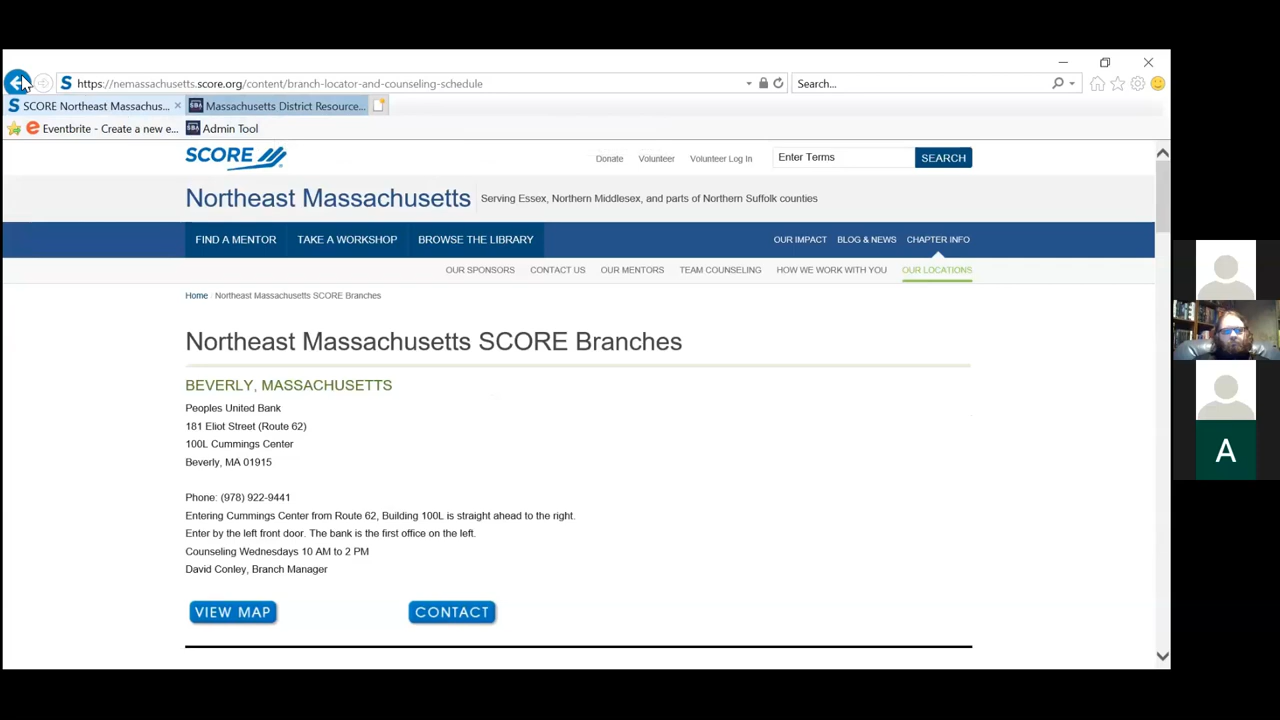 https://nemassachusetts.score.org/content/branch-locator-and-counseling-schedule
Search...
SCORE Northeast Massachus...
Massachusetts District Resource...
Eventbrite - Create a new e...
Admin Tool
SCORE
Donate
Volunteer
Volunteer Log In
Enter Terms
SEARCH
Northeast Massachusetts
Serving Essex, Northern Middlesex, and parts of Northern Suffolk counties
FIND A MENTOR
TAKE A WORKSHOP
BROWSE THE LIBRARY
OUR IMPACT
BLOG & NEWS
CHAPTER INFO
OUR SPONSORS
CONTACT US
OUR MENTORS
TEAM COUNSELING
HOW WE WORK WITH YOU
OUR LOCATIONS
Home / Northeast Massachusetts SCORE Branches
Northeast Massachusetts SCORE Branches
BEVERLY, MASSACHUSETTS
Peoples United Bank
181 Eliot Street (Route 62)
100L Cummings Center
Beverly, MA 01915
Phone: (978) 922-9441
Entering Cummings Center from Route 62, Building 100L is straight ahead to the right.
Enter by the left front door. The bank is the first office on the left.
Counseling Wednesdays 10 AM to 2 PM
David Conley, Branch Manager
VIEW MAP
CONTACT
A